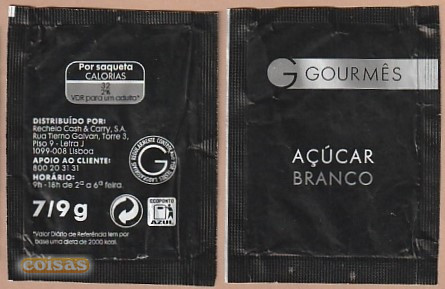 Por saqueta
CALORIAS
32
2%
VDR para um adulto*
DISTRIBUÍDO POR:
Recheio Cash & Carry, S.A.
Rua Tierno Galvan, Torre 3,
Piso 9 - Letra J
1099-008 Lisboa
APOIO AO CLIENTE:
800 20 31 31
HORÁRIO:
9h -18h de 2ª a 6ª feira.
7/9 g
G
ECOPONTO
AZUL
*Valor Diário de Referência tem por
base uma dieta de 2000 kcal.
coisas
G GOURMÊS
AÇÚCAR
BRANCO